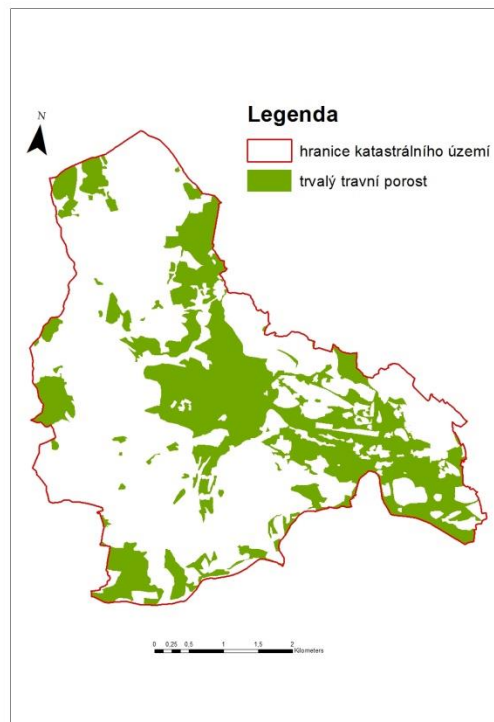 N
Legenda
hranice katastrálního území
trvalý travní porost
0 0,25 0,5 1 1,5 2
Kilometers